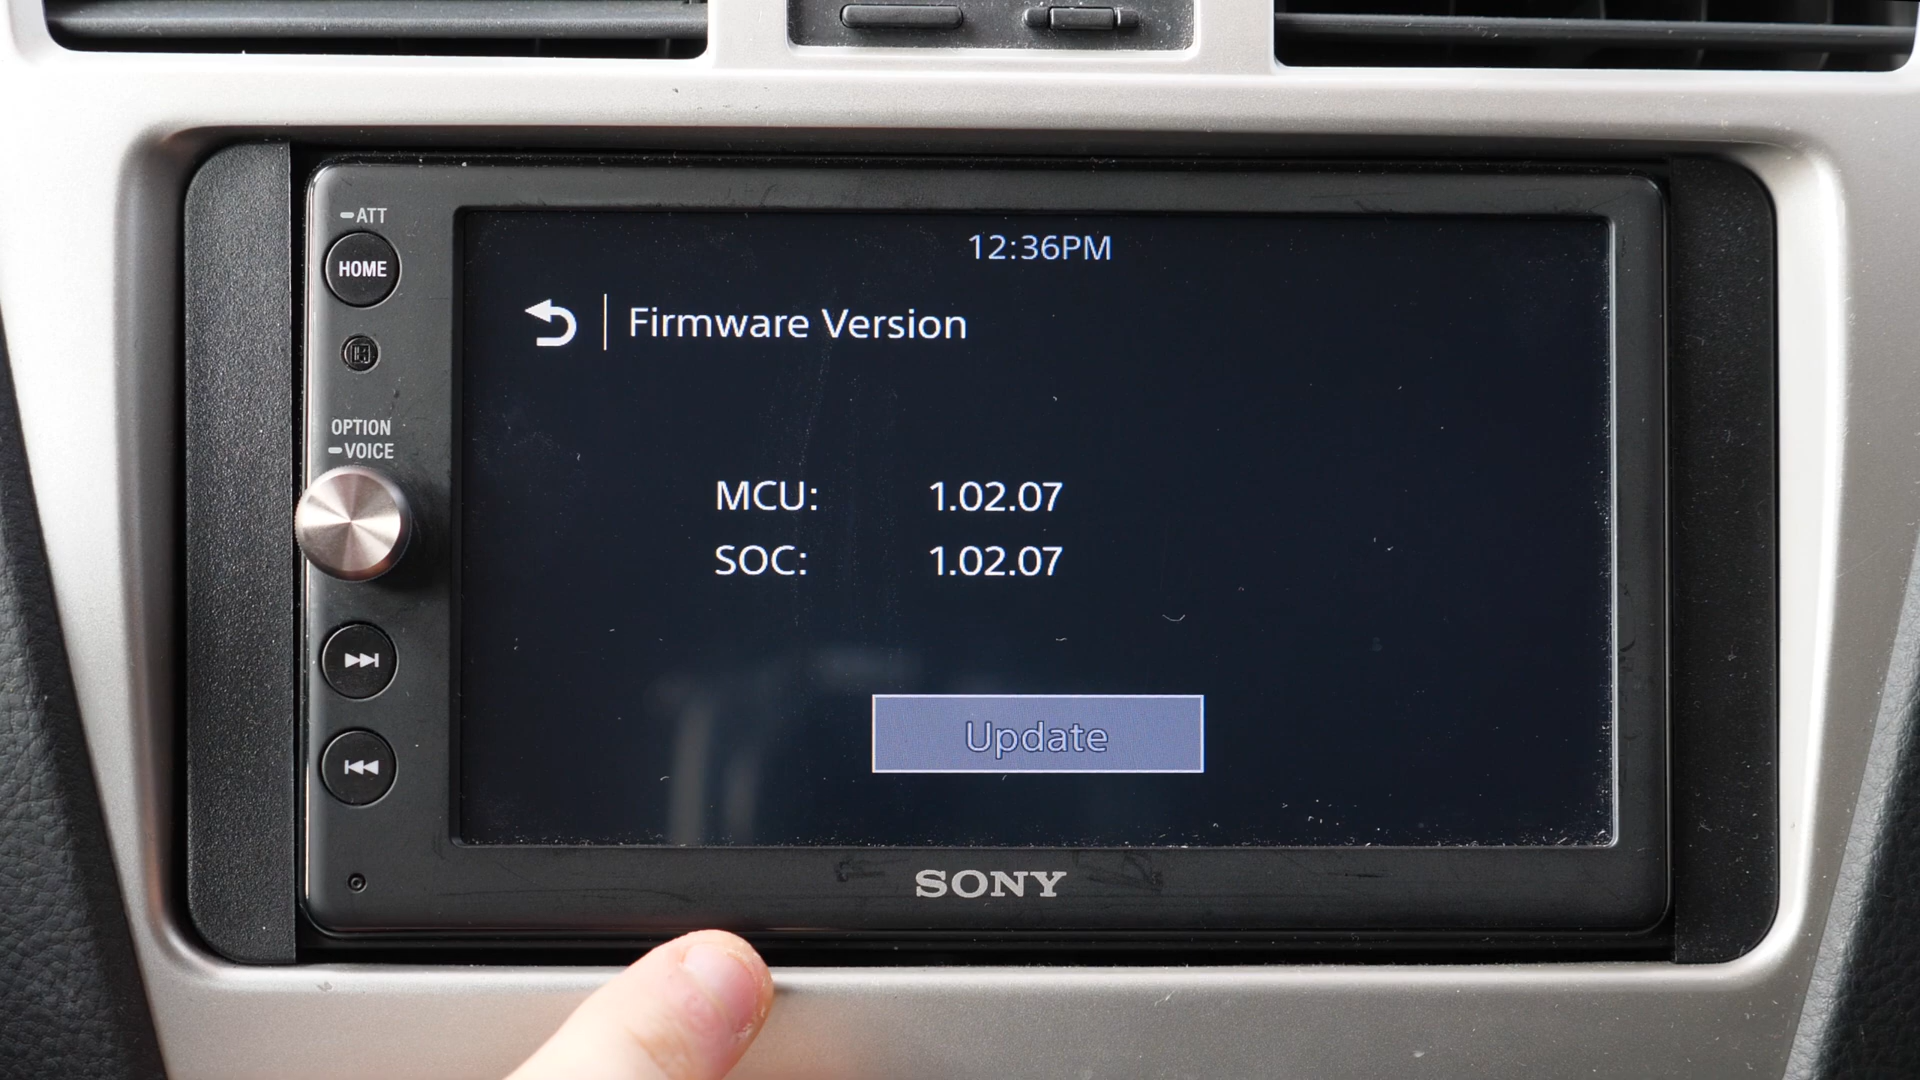 ATT
HOME
OPTION
VOICE
12:36PM
Firmware Version
MCU: 1.02.07
SOC: 1.02.07
Update
SONY